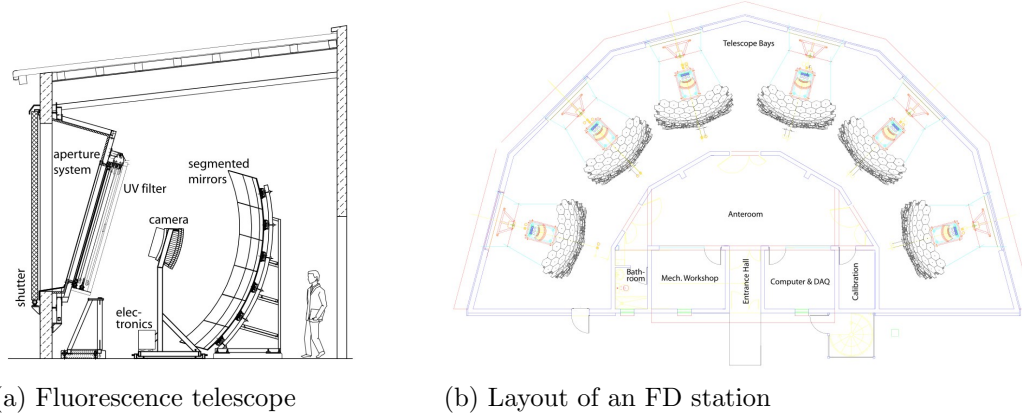 aperture
system
UV filter
segmented
mirrors
camera
shutter
elec-
tronics
a) Fluorescence telescope
Telescope Bays
Anteroom
Bath-
room
Mech. Workshop
Entrance Hall
Computer & DAQ
Calibration
(b) Layout of an FD station